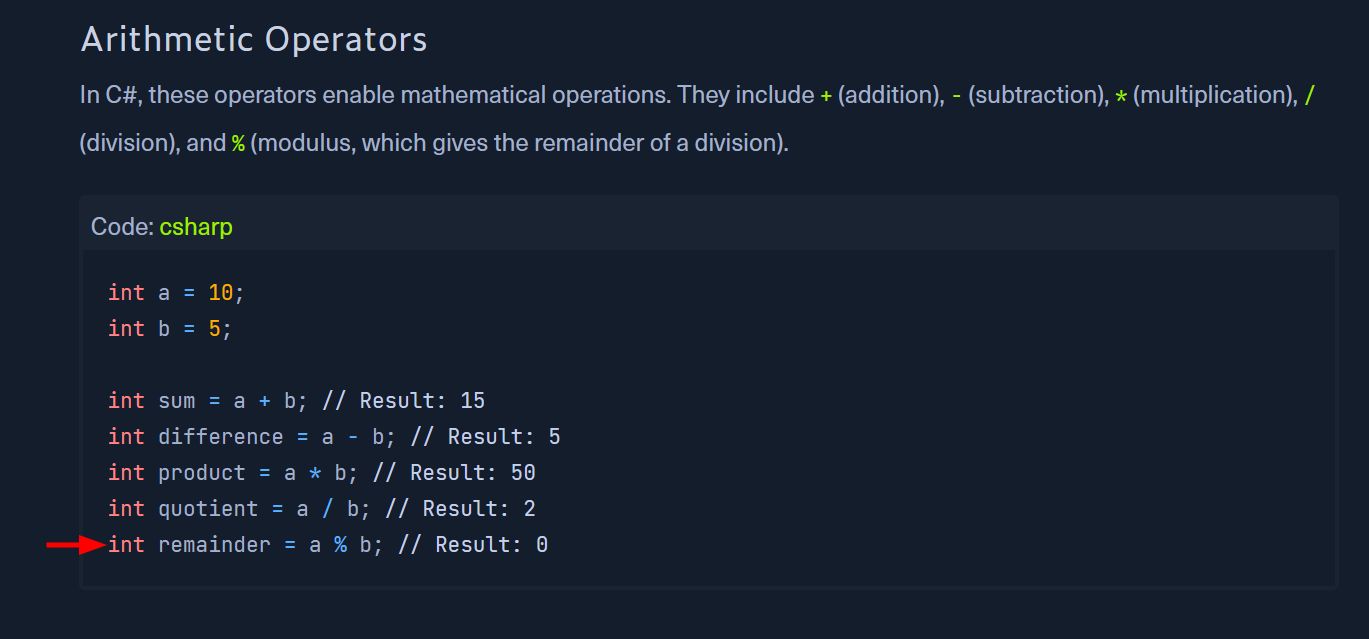 Arithmetic Operators
In C#, these operators enable mathematical operations. They include + (addition), - (subtraction), * (multiplication), /
(division), and % (modulus, which gives the remainder of a division).
Code: csharp
int a = 10;
int b = 5;
int sum = a + b; // Result: 15
int difference = a - b; // Result: 5
int product = a * b; // Result: 50
int quotient = a / b; // Result: 2
int remainder = a % b; // Result: 0